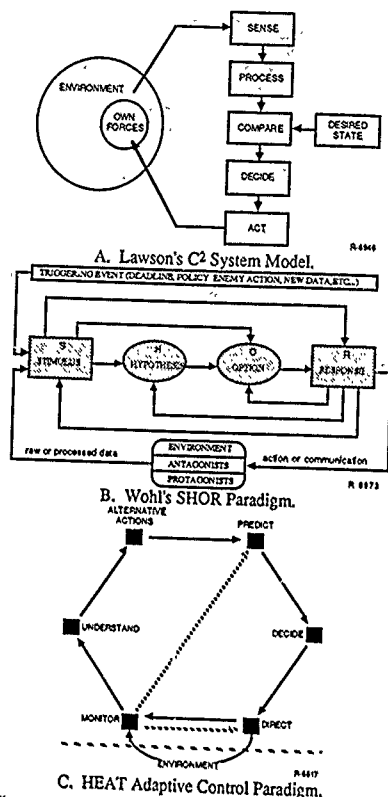 SENSE
PROCESS
ENVIRONMENT
OWN
FORCES
COMPARE
DESIRED
STATE
DECIDE
ACT
A. Lawson's C² System Model.
TRIGGERING EVENT (DEADLINE, POLICY, ENEMY ACTION, NEW DATA, ETC...)
S H O R
STIMULUS HYPOTHESIS OPTION RESPONSE
raw or processed data
ENVIRONMENT
ANTAGONISTS
PROTAGONISTS
action or communication
B. Wohl's SHOR Paradigm.
ALTERNATIVE
ACTIONS
PREDICT
UNDERSTAND
DECIDE
MONITOR
DIRECT
ENVIRONMENT
C. HEAT Adaptive Control Paradigm.